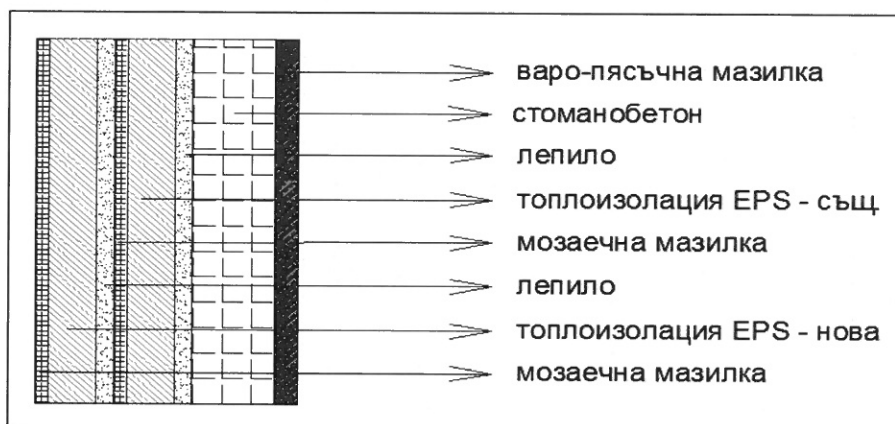 варо-пясъчна мазилка
стоманобетон
лепило
топлоизолация EPS - същ
мозаечна мазилка
лепило
топлоизолация EPS - нова
мозаечна мазилка